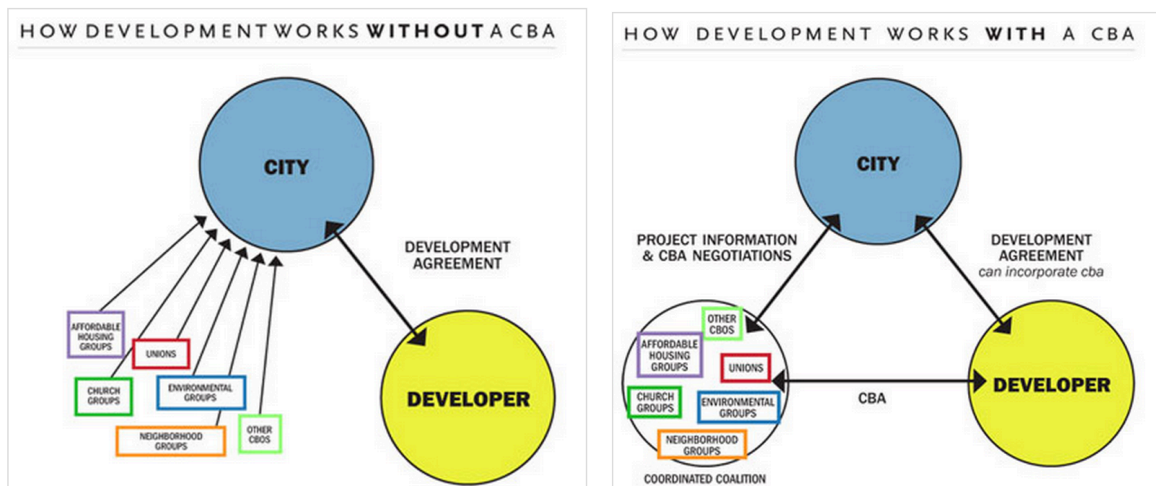 HOW DEVELOPMENT WORKS WITHOUT A CBA
CITY
DEVELOPMENT
AGREEMENT
AFFORDABLE
HOUSING
GROUPS
UNIONS
CHURCH
GROUPS
ENVIRONMENTAL
GROUPS
NEIGHBORHOOD
GROUPS
OTHER
CBOS
DEVELOPER
HOW DEVELOPMENT WORKS WITH A CBA
CITY
PROJECT INFORMATION
& CBA NEGOTIATIONS
DEVELOPMENT
AGREEMENT
can incorporate cba
OTHER
CBOS
AFFORDABLE
HOUSING
GROUPS
UNIONS
CHURCH
GROUPS
ENVIRONMENTAL
GROUPS
NEIGHBORHOOD
GROUPS
CBA
DEVELOPER
COORDINATED COALITION